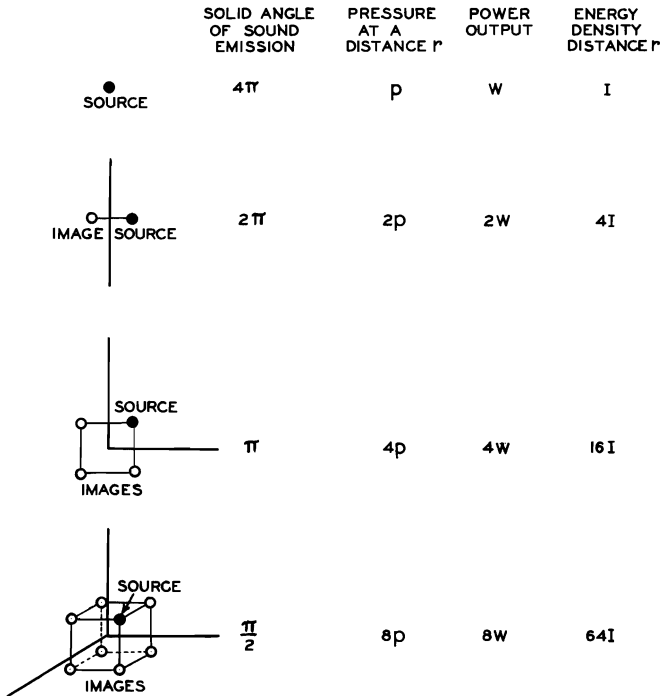 SOLID ANGLE OF SOUND EMISSION
PRESSURE AT A DISTANCE r
POWER OUTPUT
ENERGY DENSITY DISTANCE r
SOURCE
4π p W I
IMAGE SOURCE
2π 2p 2W 4I
SOURCE
π 4p 4W 16I
IMAGES
SOURCE
π/2 8p 8W 64I
IMAGES